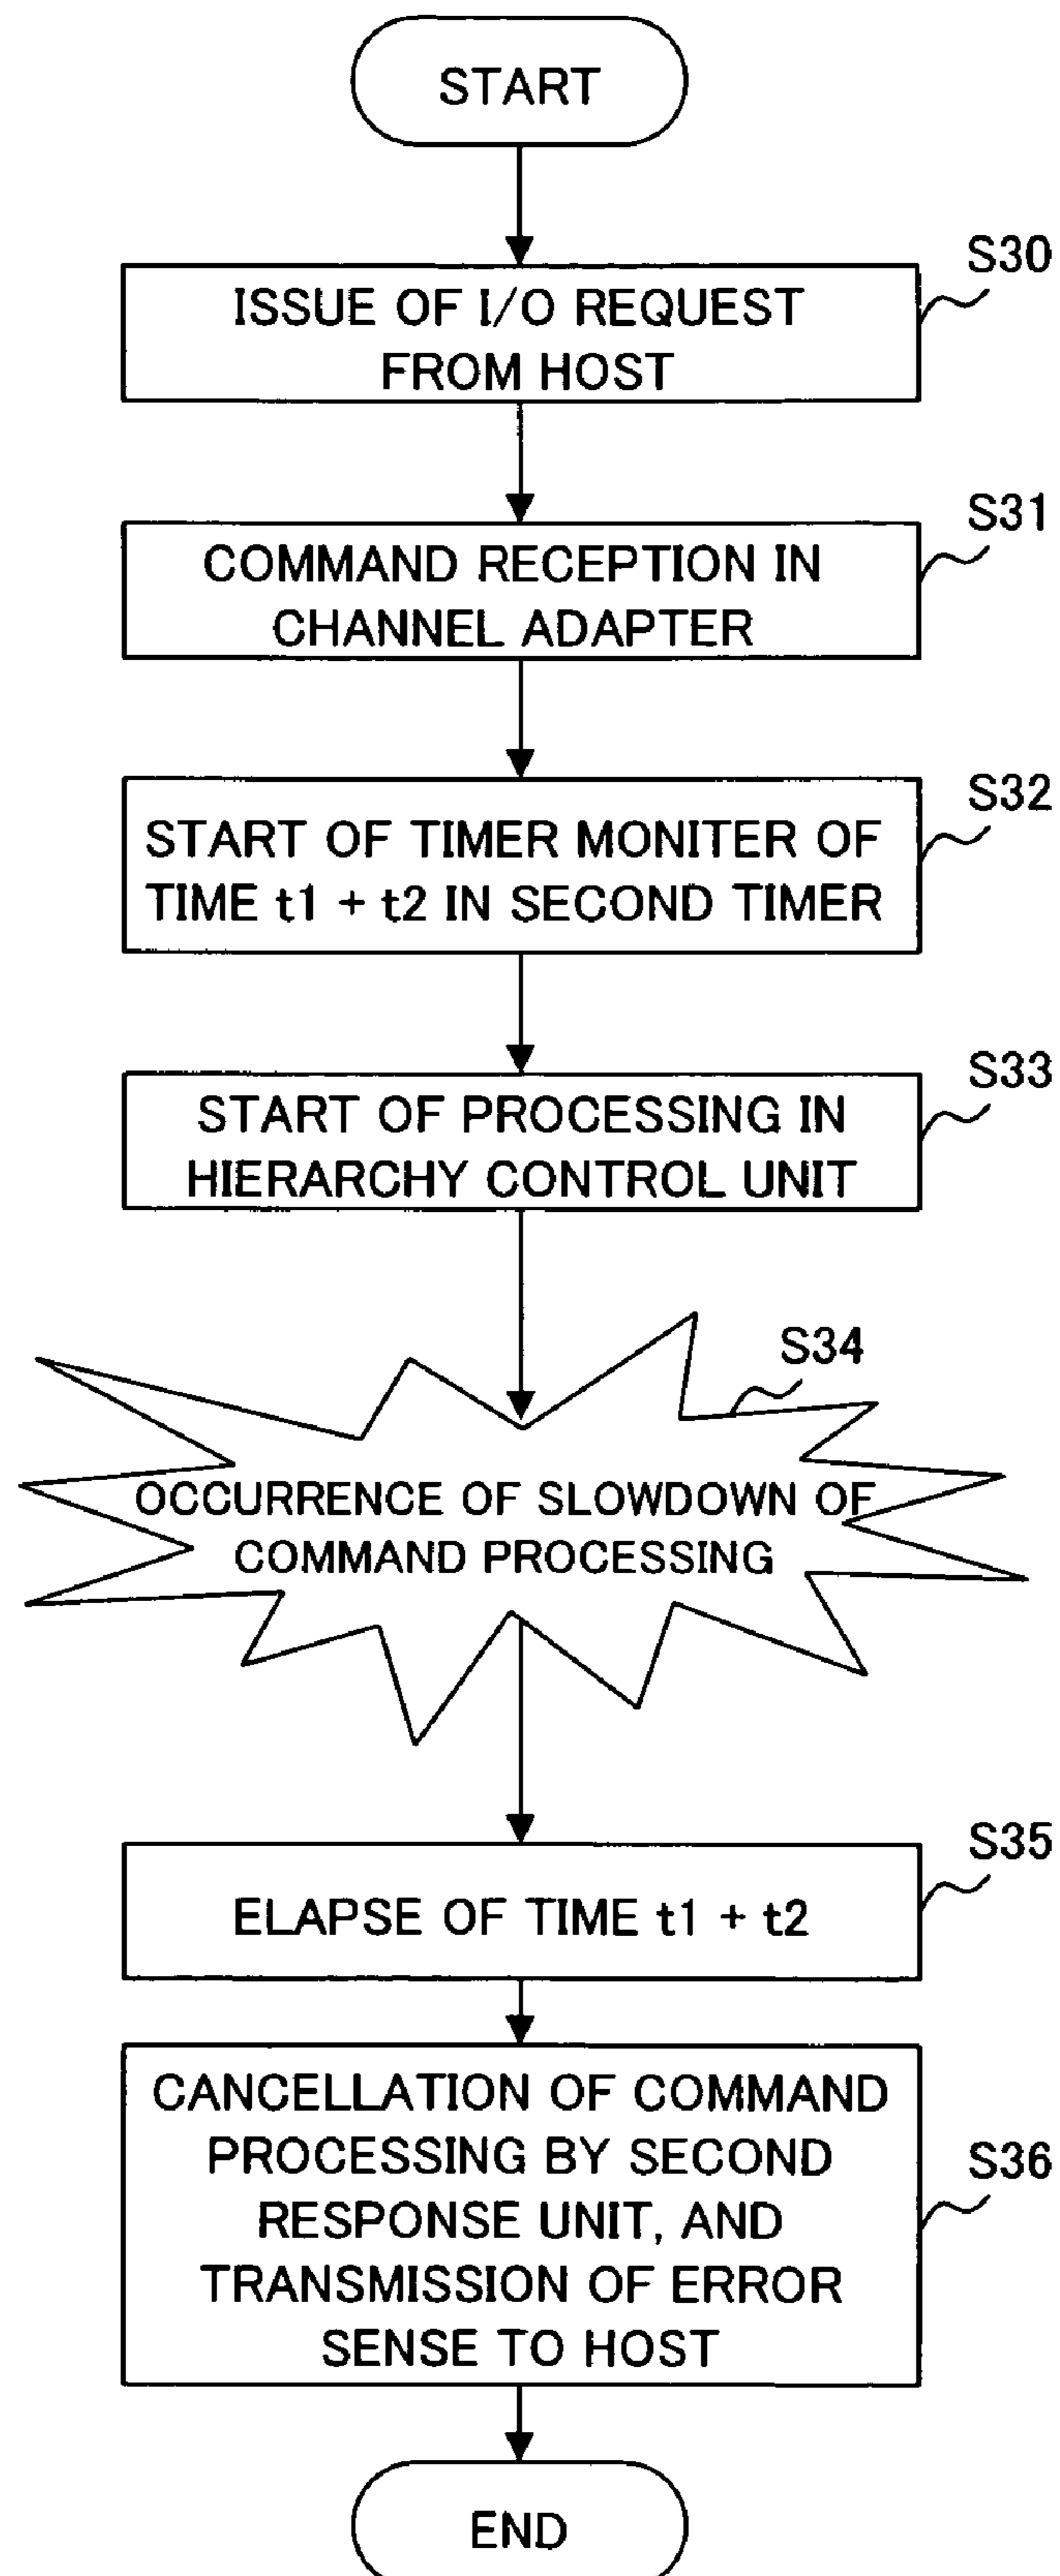 START
S30
ISSUE OF I/O REQUEST
FROM HOST
S31
COMMAND RECEPTION IN
CHANNEL ADAPTER
S32
START OF TIMER MONITER OF
TIME t1 + t2 IN SECOND TIMER
S33
START OF PROCESSING IN
HIERARCHY CONTROL UNIT
S34
OCCURRENCE OF SLOWDOWN OF
COMMAND PROCESSING
S35
ELAPSE OF TIME t1 + t2
CANCELLATION OF COMMAND
PROCESSING BY SECOND
S36
RESPONSE UNIT, AND
TRANSMISSION OF ERROR
SENSE TO HOST
END